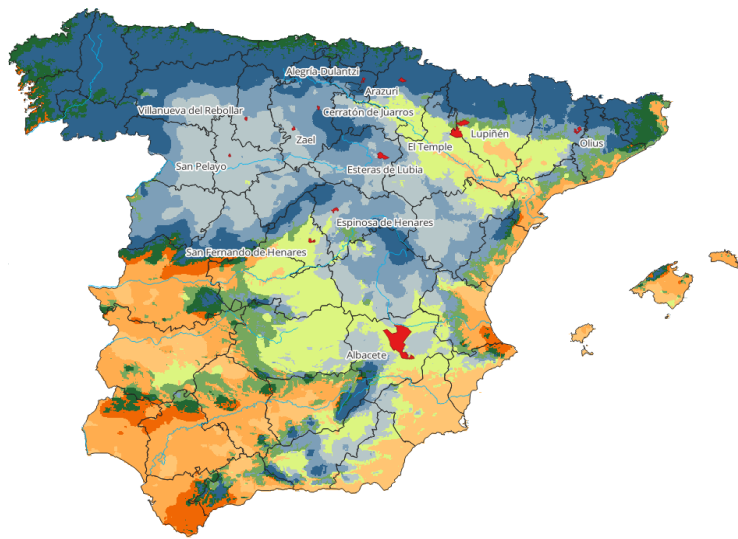 Alegría-Dulantzi
Arazuri
Villanueva del Rebollar
Cerratón de Juarros
Zael
El Temple
Lupiñén
Olius
San Pelayo
Esteras de Lubia
Espinosa de Henares
San Fernando de Henares
Albacete